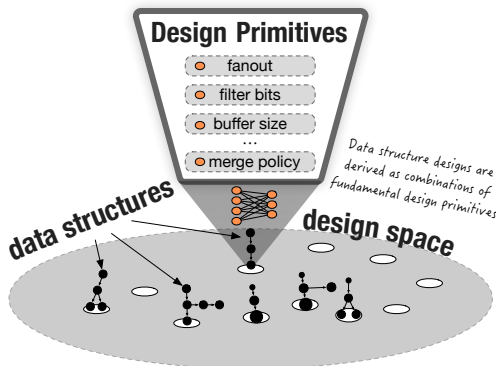 Design Primitives
fanout
filter bits
buffer size
...
merge policy
Data structure designs are
derived as combinations of
fundamental design primitives
data structures
design space